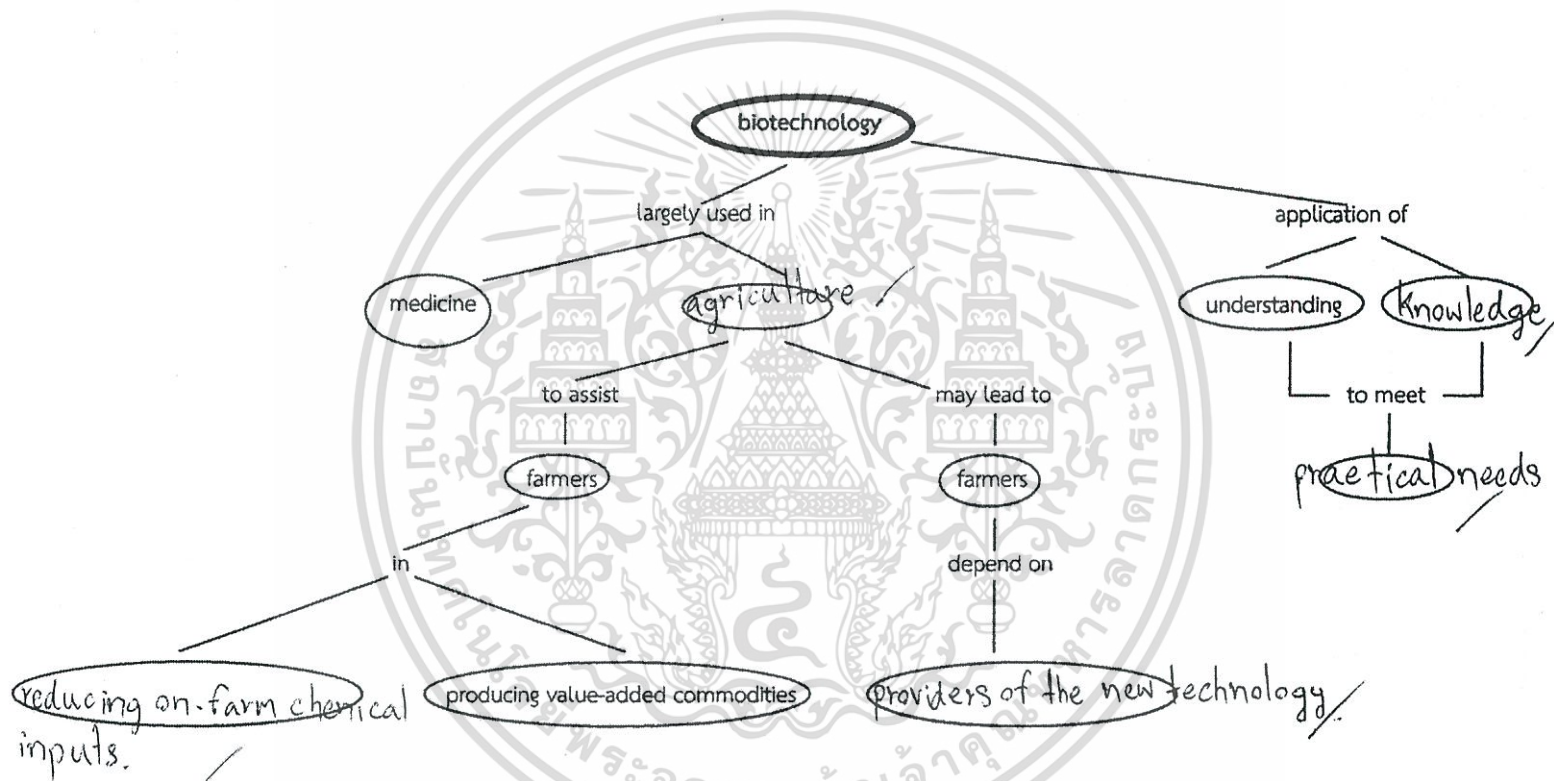 biotechnology
largely used in
application of
medicine
agriculture
understanding
knowledge
to assist
may lead to
to meet
farmers
farmers
practical needs
in
depend on
reducing on-farm chemical
inputs.
producing value-added commodities
providers of the new technology